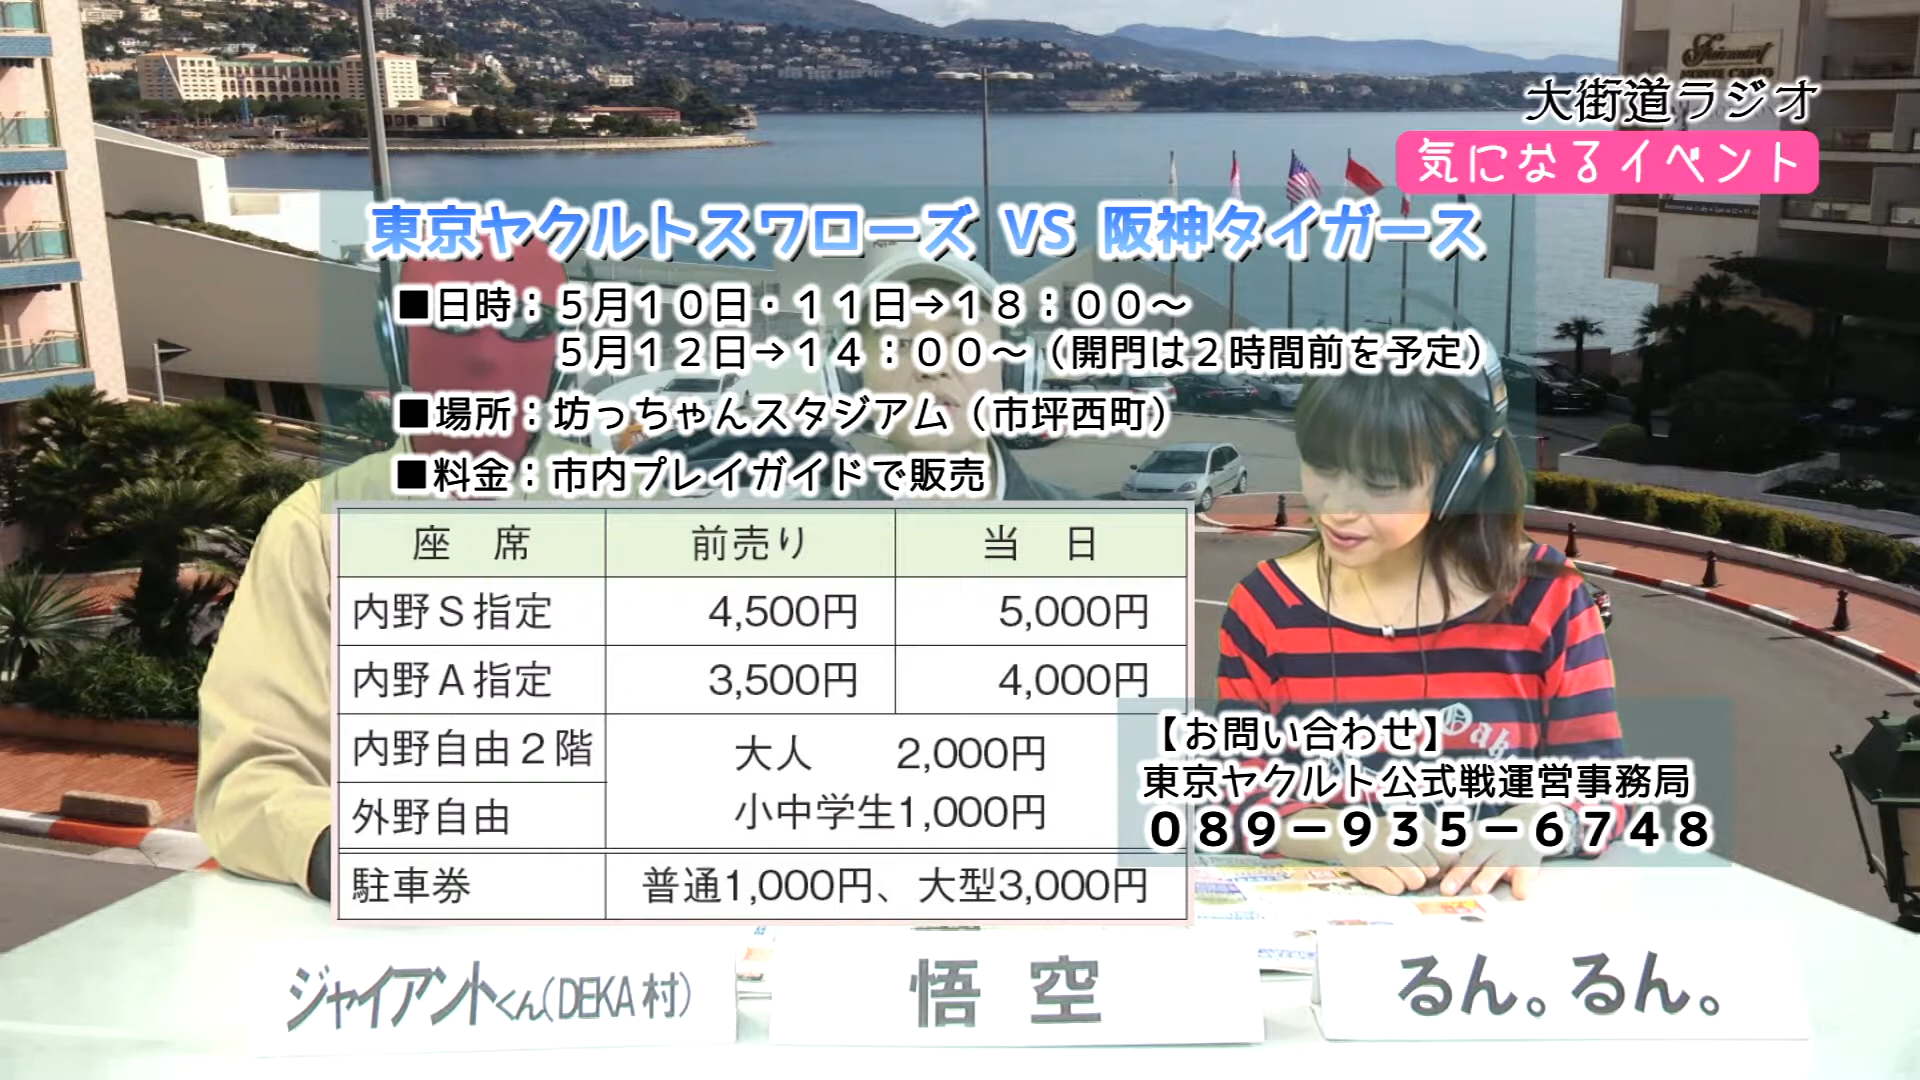 Fairmont
大街道ラジオ
気になるイベント
東京ヤクルトスワローズ VS 阪神タイガース
■日時：５月１０日・１１日→１８：００～
５月１２日→１４：００～（開門は２時間前を予定）
■場所：坊っちゃんスタジアム（市坪西町）
■料金：市内プレイガイドで販売
座　席 前売り 当　日
内野Ｓ指定 4,500円 5,000円
内野Ａ指定 3,500円 4,000円
内野自由２階 大人 2,000円
外野自由 小中学生1,000円
駐車券 普通1,000円、大型3,000円
【お問い合わせ】
東京ヤクルト公式戦運営事務局
０８９－９３５－６７４８
ジャイアントくん（DEKA村）
悟　空
るん。るん。